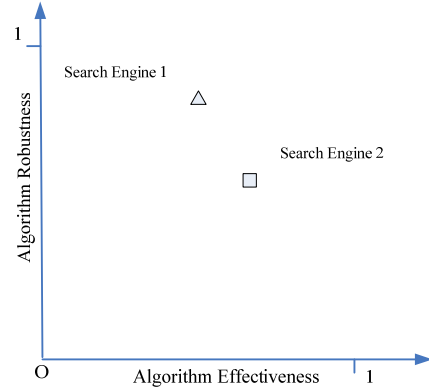 1
Search Engine 1
Algorithm Robustness
Search Engine 2
O
Algorithm Effectiveness
1